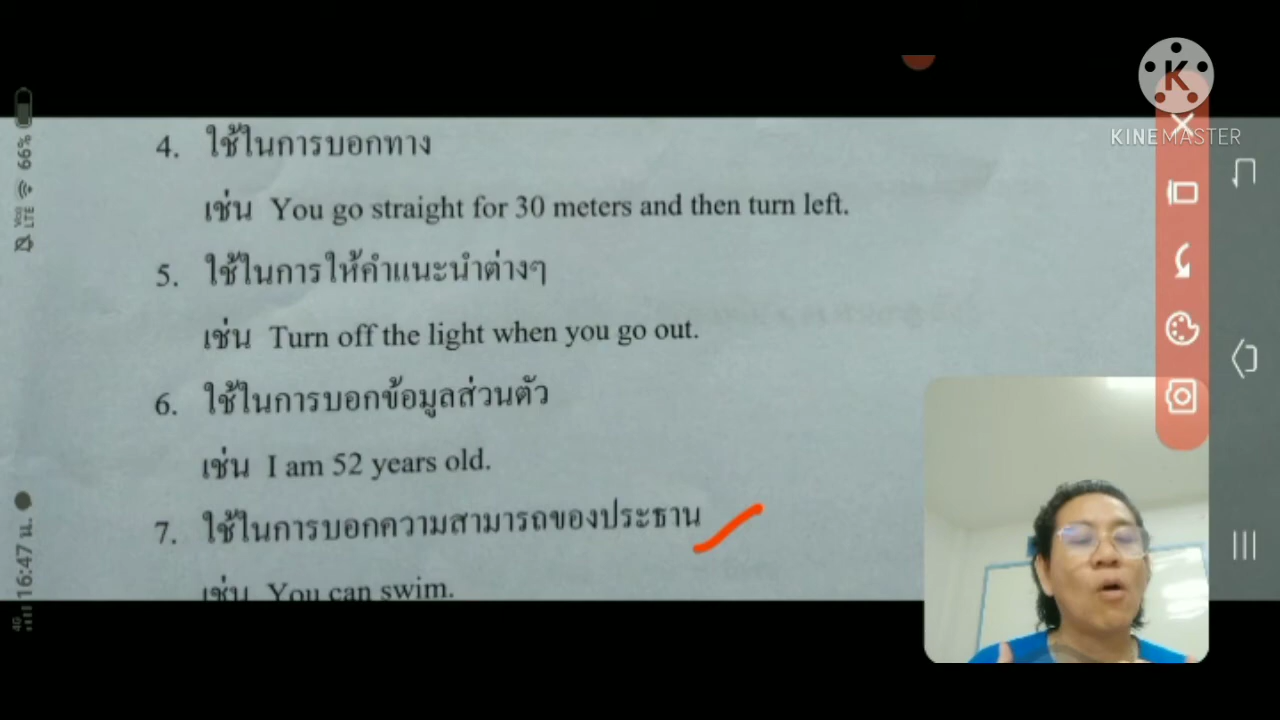 4. ใช้ในการบอกทาง
เช่น You go straight for 30 meters and then turn left.
5. ใช้ในการให้คำแนะนำต่างๆ
เช่น Turn off the light when you go out.
6. ใช้ในการบอกข้อมูลส่วนตัว
เช่น I am 52 years old.
7. ใช้ในการบอกความสามารถของประธาน
เช่น You can swim.
K
KINEMASTER
66%
Voo LTE
16:47 น.
4G